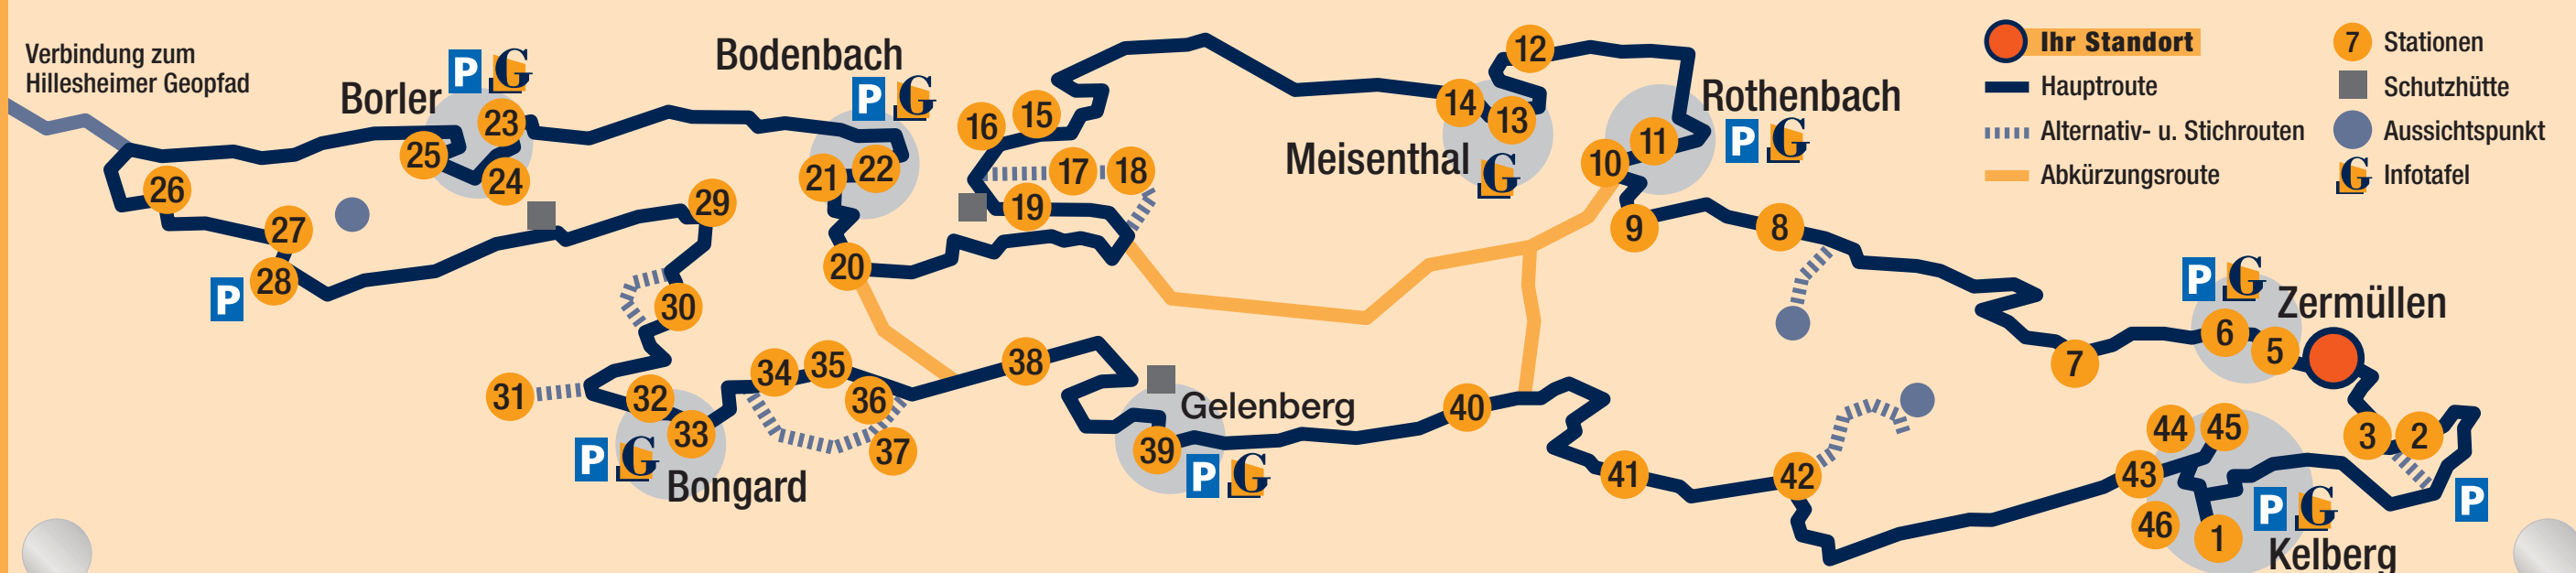 Verbindung zum
Hillesheimer Geopfad
Borler
P G
23
25
24
26
27
28
P
29
30
31
32
33
P G
Bongard
Bodenbach
P G
21
22
20
34
35
36
37
38
16
15
17
18
19
Gelenberg
39
P G
40
12
14
13
Meisenthal
G
Rothenbach
P G
11
10
9
8
41
42
7
P G
Zermüllen
6
5
3
2
P
44
45
43
46
1
P G
Kelberg
Ihr Standort
Hauptroute
Alternativ- u. Stichrouten
Abkürzungsroute
7 Stationen
Schutzhütte
Aussichtspunkt
G Infotafel